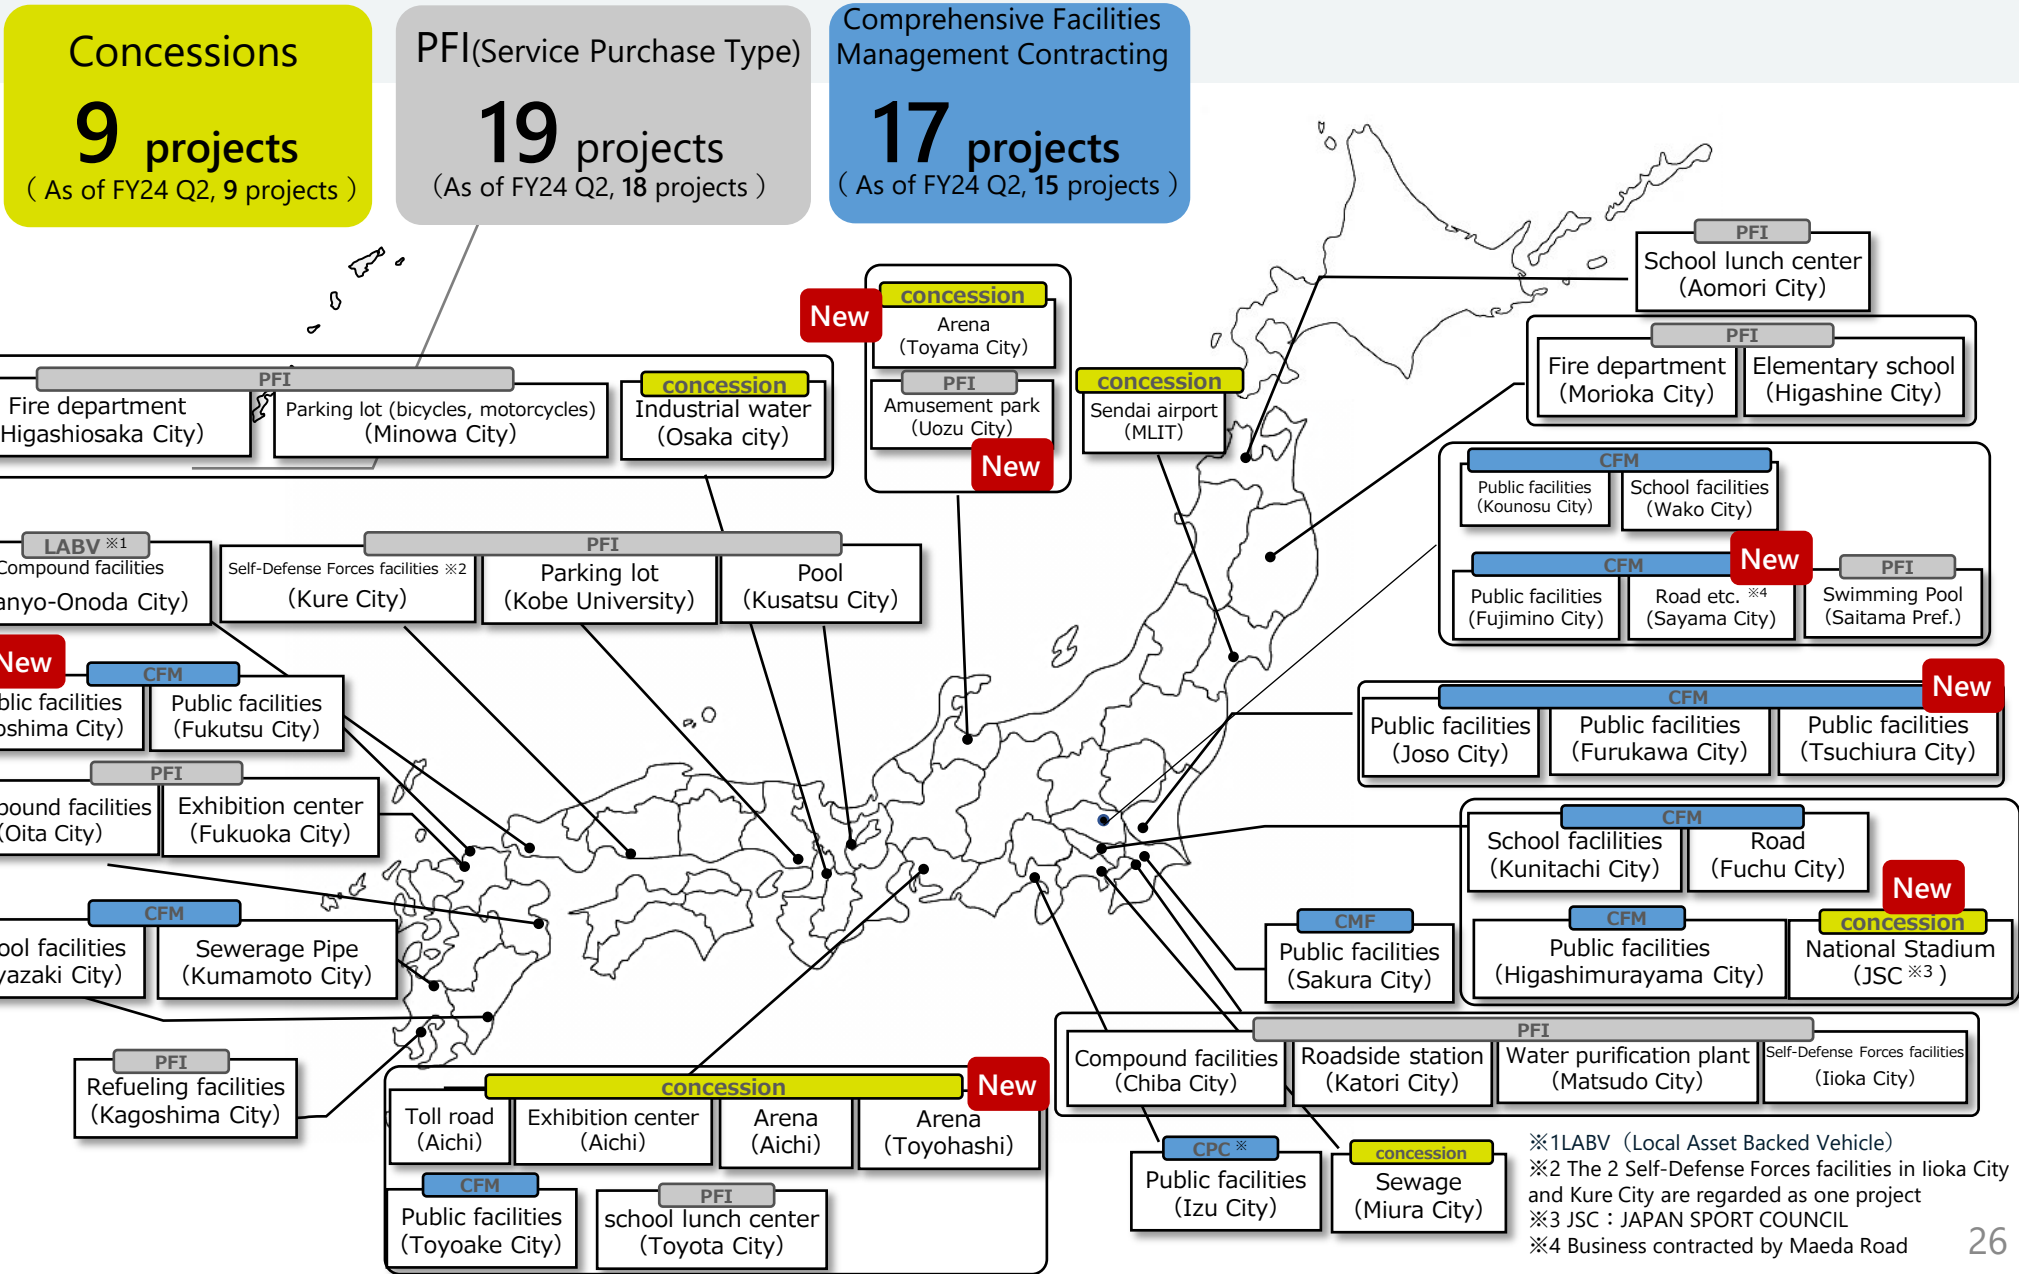 Concessions
9 projects
( As of FY24 Q2, 9 projects )
PFI(Service Purchase Type)
19 projects
(As of FY24 Q2, 18 projects )
Comprehensive Facilities
Management Contracting
17 projects
( As of FY24 Q2, 15 projects )
PFI
School lunch center
(Aomori City)
New
concession
Arena
(Toyama City)
PFI
Amusement park
(Uozu City)
New
concession
Sendai airport
(MLIT)
PFI
Fire department
(Morioka City)
Elementary school
(Higashine City)
PFI
Fire department
Higashiosaka City)
Parking lot (bicycles, motorcycles)
(Minowa City)
concession
Industrial water
(Osaka city)
CFM
Public facilities
(Kounosu City)
School facilities
(Wako City)
New
CFM
Public facilities
(Fujimino City)
Road etc. ※4
(Sayama City)
PFI
Swimming Pool
(Saitama Pref.)
LABV ※1
Compound facilities
anyo-Onoda City)
PFI
Self-Defense Forces facilities ※2
(Kure City)
Parking lot
(Kobe University)
Pool
(Kusatsu City)
New
CFM
blic facilities
oshima City)
Public facilities
(Fukutsu City)
New
CFM
Public facilities
(Joso City)
Public facilities
(Furukawa City)
Public facilities
(Tsuchiura City)
PFI
pound facilities
(Oita City)
Exhibition center
(Fukuoka City)
CFM
School facilities
(Kunitachi City)
Road
(Fuchu City)
New
CFM
Public facilities
(Higashimurayama City)
concession
National Stadium
(JSC ※3 )
CFM
ool facilities
yazaki City)
Sewerage Pipe
(Kumamoto City)
CMF
Public facilities
(Sakura City)
PFI
Refueling facilities
(Kagoshima City)
New
concession
Toll road
(Aichi)
Exhibition center
(Aichi)
Arena
(Aichi)
Arena
(Toyohashi)
CFM
Public facilities
(Toyoake City)
PFI
school lunch center
(Toyota City)
PFI
Compound facilities
(Chiba City)
Roadside station
(Katori City)
Water purification plant
(Matsudo City)
Self-Defense Forces facilities
(Iioka City)
CPC ※
Public facilities
(Izu City)
concession
Sewage
(Miura City)
※1LABV（Local Asset Backed Vehicle）
※2 The 2 Self-Defense Forces facilities in Iioka City
and Kure City are regarded as one project
※3 JSC：JAPAN SPORT COUNCIL
※4 Business contracted by Maeda Road
26